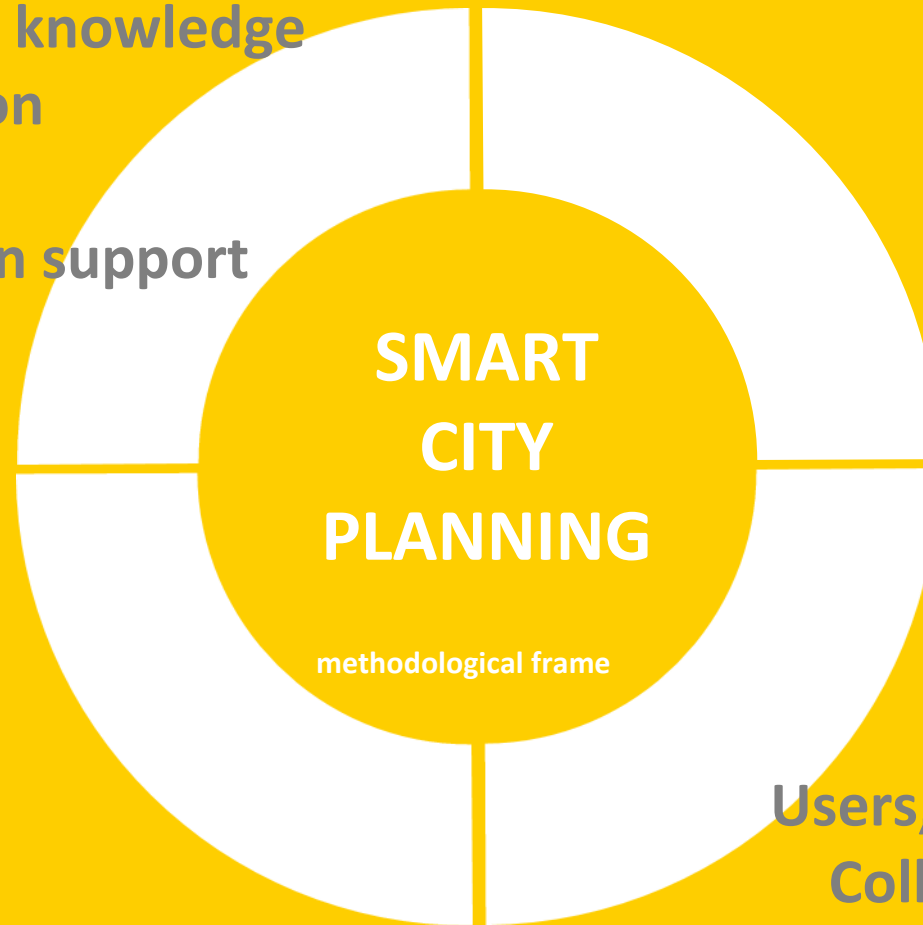 knowledge
on
n support
SMART
CITY
PLANNING
methodological frame
Users,
Coll